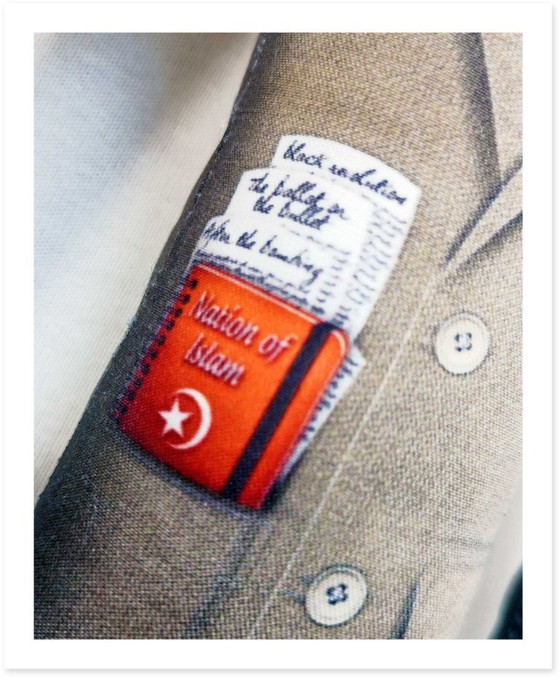 black revolution
The ballot or
the bullet
After the bombing
Nation of
Islam